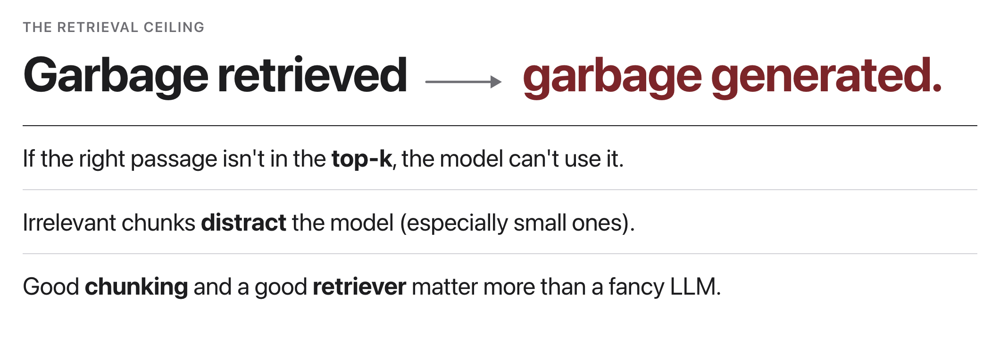 THE RETRIEVAL CEILING
Garbage retrieved → garbage generated.
If the right passage isn't in the top-k, the model can't use it.
Irrelevant chunks distract the model (especially small ones).
Good chunking and a good retriever matter more than a fancy LLM.